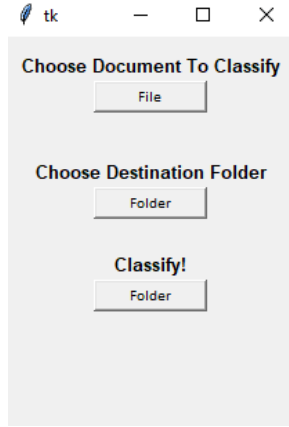 tk
Choose Document To Classify
File
Choose Destination Folder
Folder
Classify!
Folder